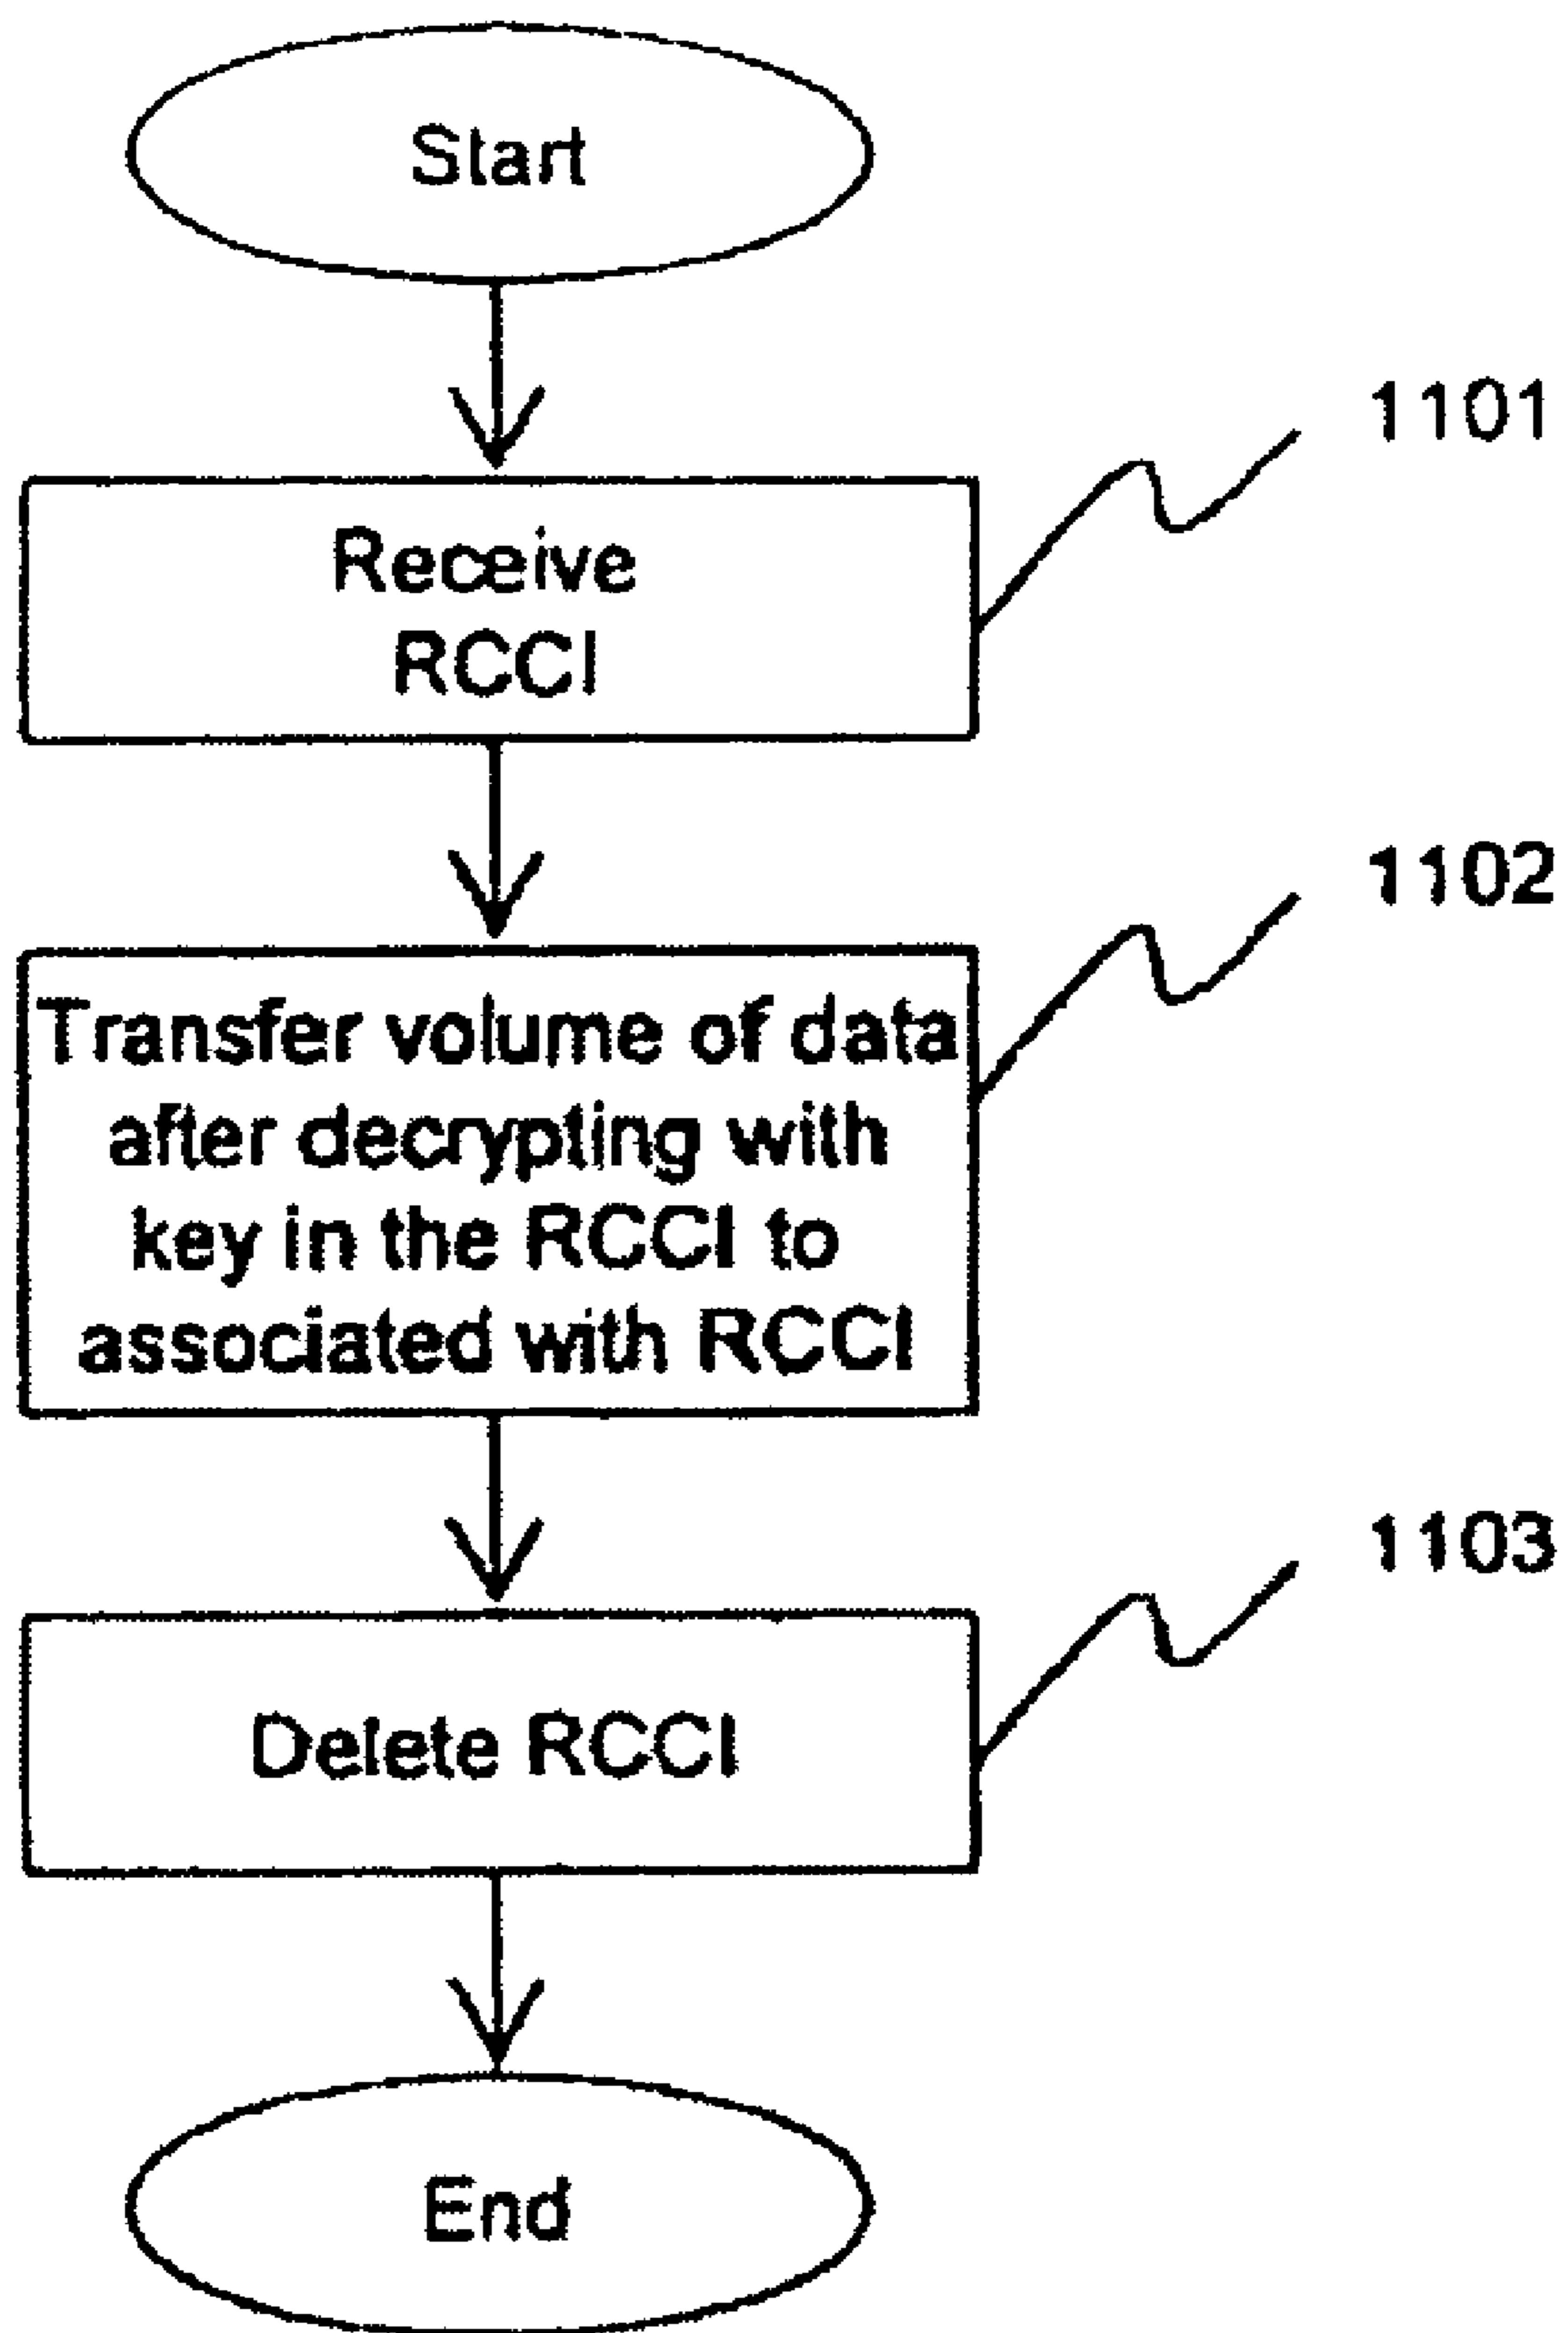 Start
1101
Receive
RCCI
1102
Transfer volume of data
after decrypting with
key in the RCCI to
associated with RCCI
1103
Delete RCCI
End